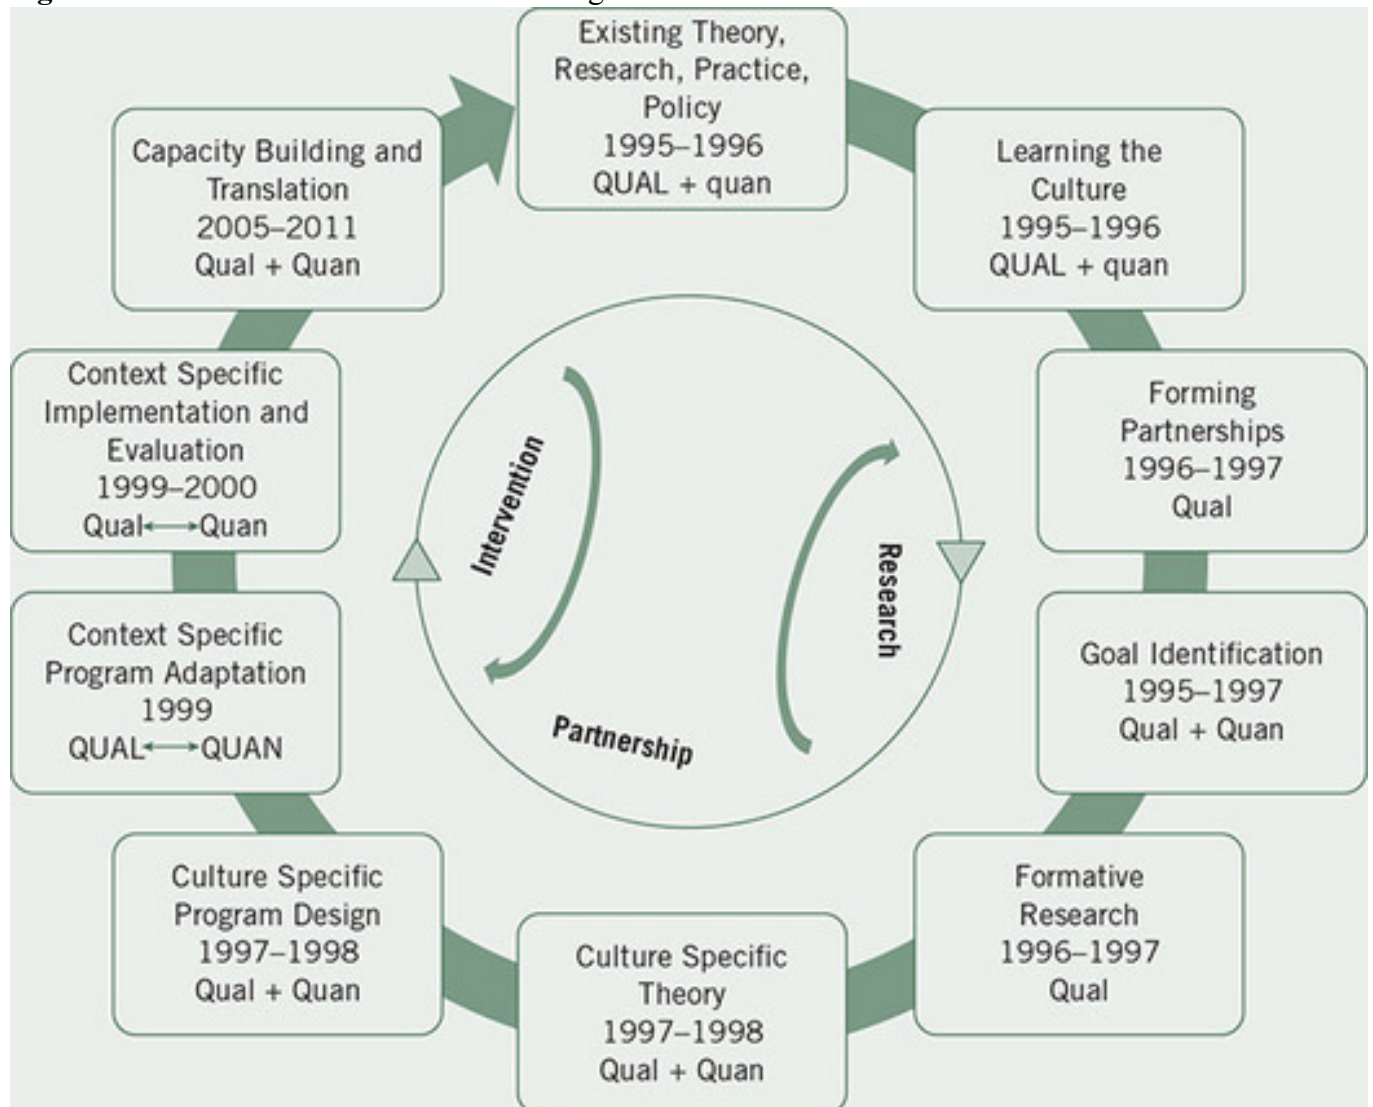 Existing Theory,
Research, Practice,
Policy
1995–1996
QUAL + quan
Learning the
Culture
1995–1996
QUAL + quan
Forming
Partnerships
1996–1997
Qual
Goal Identification
1995–1997
Qual + Quan
Formative
Research
1996–1997
Qual
Culture Specific
Theory
1997–1998
Qual + Quan
Culture Specific
Program Design
1997–1998
Qual + Quan
Context Specific
Program Adaptation
1999
QUAL↔QUAN
Context Specific
Implementation and
Evaluation
1999–2000
Qual↔Quan
Capacity Building and
Translation
2005–2011
Qual + Quan
Intervention
Research
Partnership